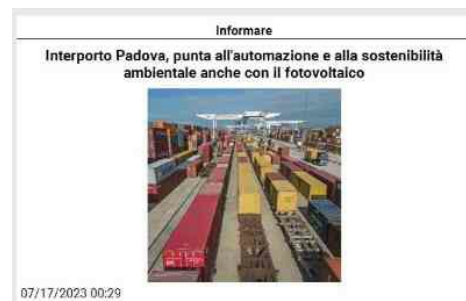 Informare
Interporto Padova, punta all'automazione e alla sostenibilità
ambientale anche con il fotovoltaico
07/17/2023 00:29